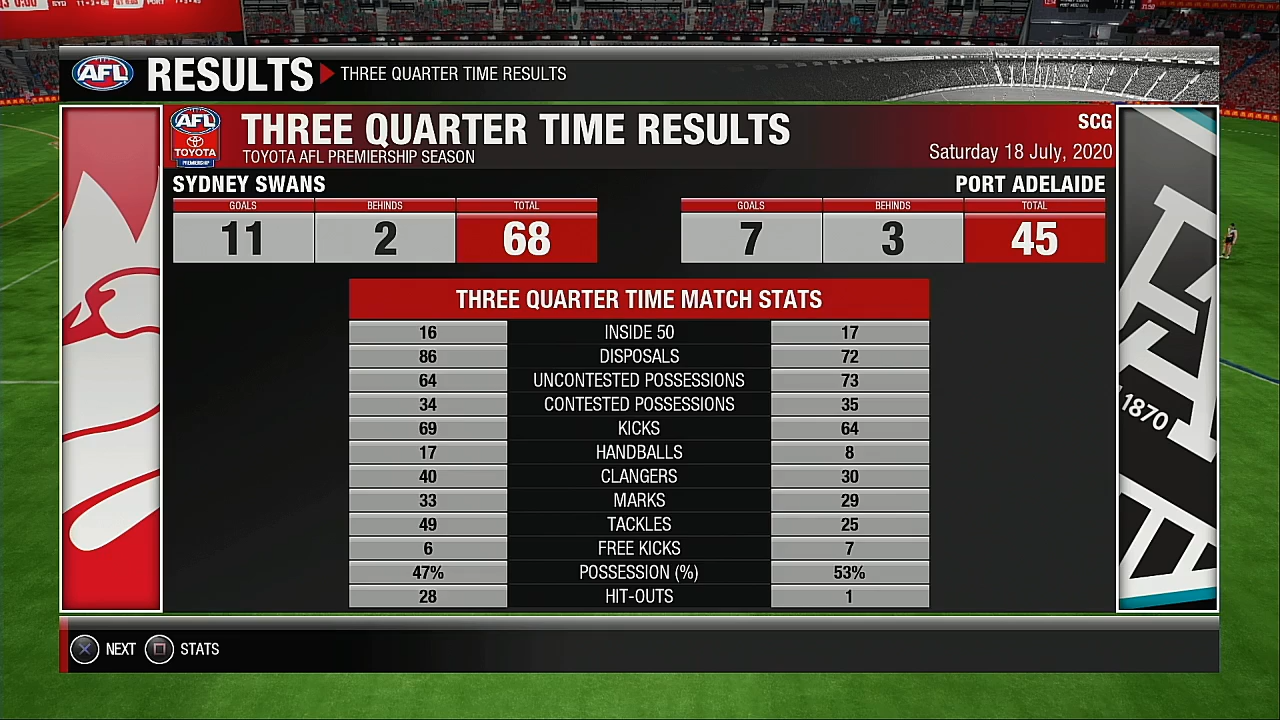 AFL RESULTS THREE QUARTER TIME RESULTS
AFL TOYOTA PREMIERSHIP
THREE QUARTER TIME RESULTS
SCG
TOYOTA AFL PREMIERSHIP SEASON
Saturday 18 July, 2020
SYDNEY SWANS PORT ADELAIDE
GOALS BEHINDS TOTAL GOALS BEHINDS TOTAL
11 2 68 7 3 45
THREE QUARTER TIME MATCH STATS
16 INSIDE 50 17
86 DISPOSALS 72
64 UNCONTESTED POSSESSIONS 73
34 CONTESTED POSSESSIONS 35
69 KICKS 64
17 HANDBALLS 8
40 CLANGERS 30
33 MARKS 29
49 TACKLES 25
6 FREE KICKS 7
47% POSSESSION (%) 53%
28 HIT-OUTS 1
1870
NEXT STATS